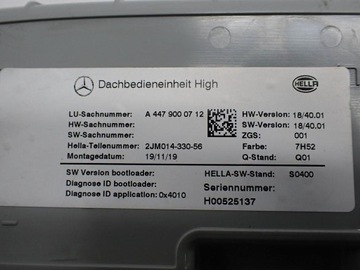 Dachbedieneinheit High
HELLA
LU-Sachnummer: A 447 900 07 12
HW-Sachnummer:
SW-Sachnummer:
Hella-Teilenummer: 2JM014-330-56
Montagedatum: 19/11/19
HW-Version: 18/40.01
SW-Version: 18/40.01
ZGS: 001
Farbe: 7H52
Q-Stand: Q01
SW Version bootloader:
Diagnose ID bootloader:
Diagnose ID application: 0x4010
HELLA-SW-Stand: S0400
Seriennummer:
H00525137